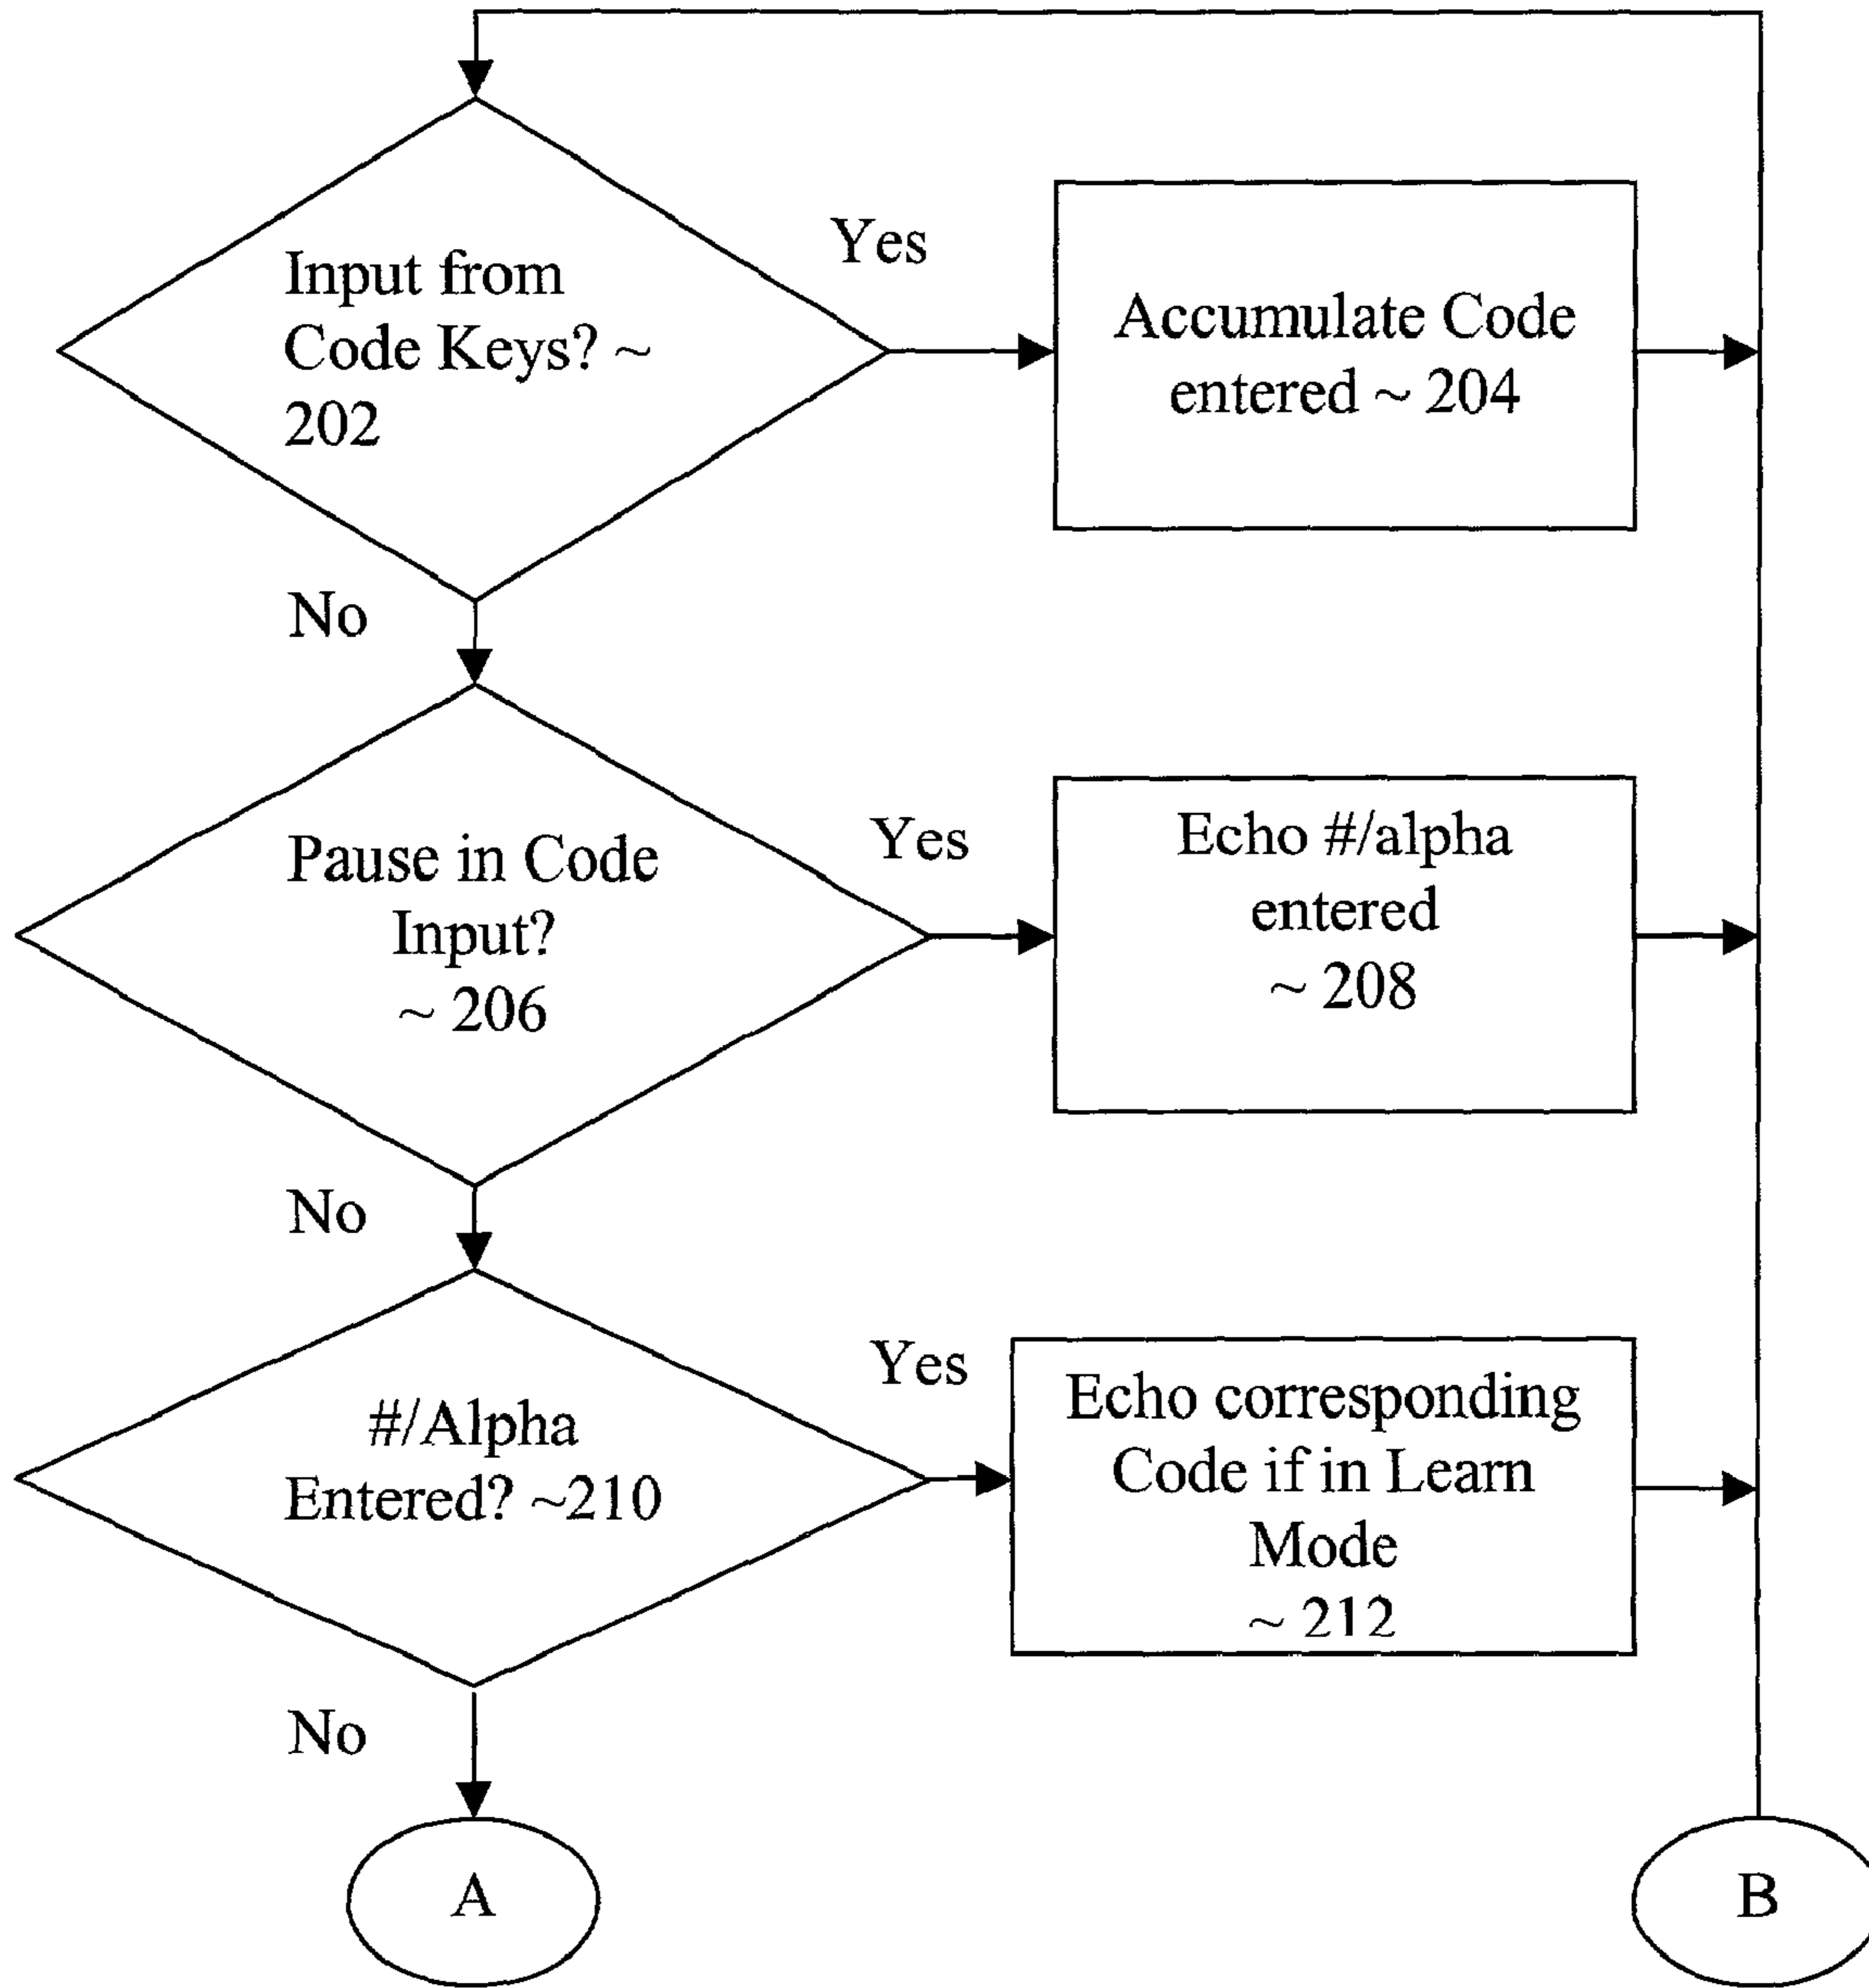 Yes
Input from
Code Keys? ~
202
Accumulate Code
entered ~ 204
No
Yes
Pause in Code
Input?
~ 206
Echo #/alpha
entered
~ 208
No
Yes
#/Alpha
Entered? ~210
Echo corresponding
Code if in Learn
Mode
~ 212
No
A
B